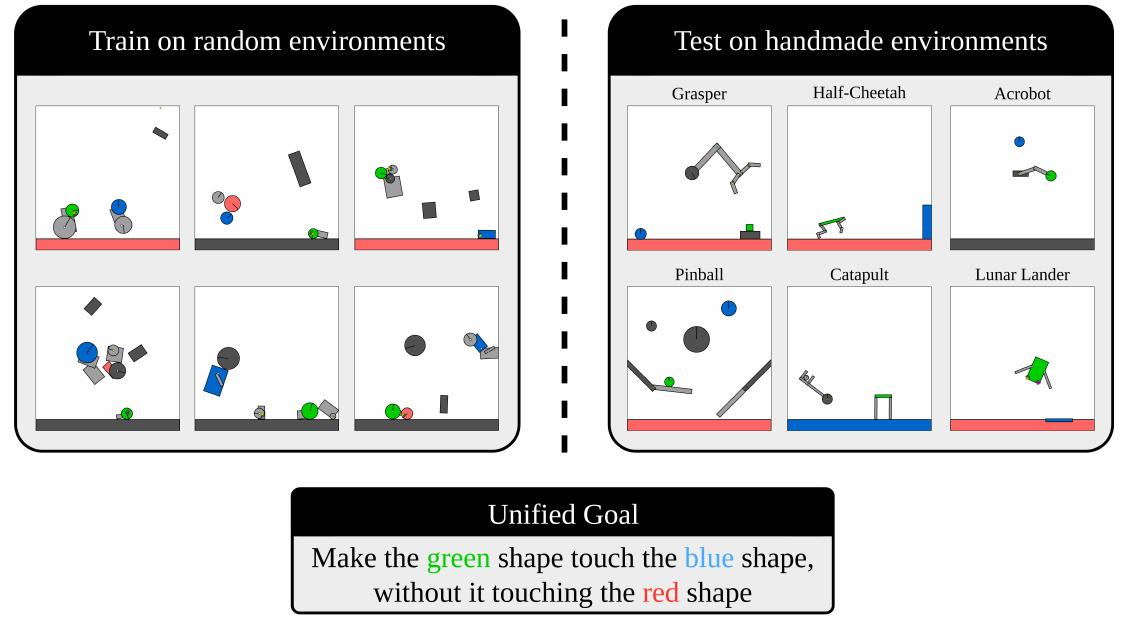 Train on random environments
Test on handmade environments
Grasper
Half-Cheetah
Acrobot
Pinball
Catapult
Lunar Lander
Unified Goal
Make the green shape touch the blue shape,
without it touching the red shape